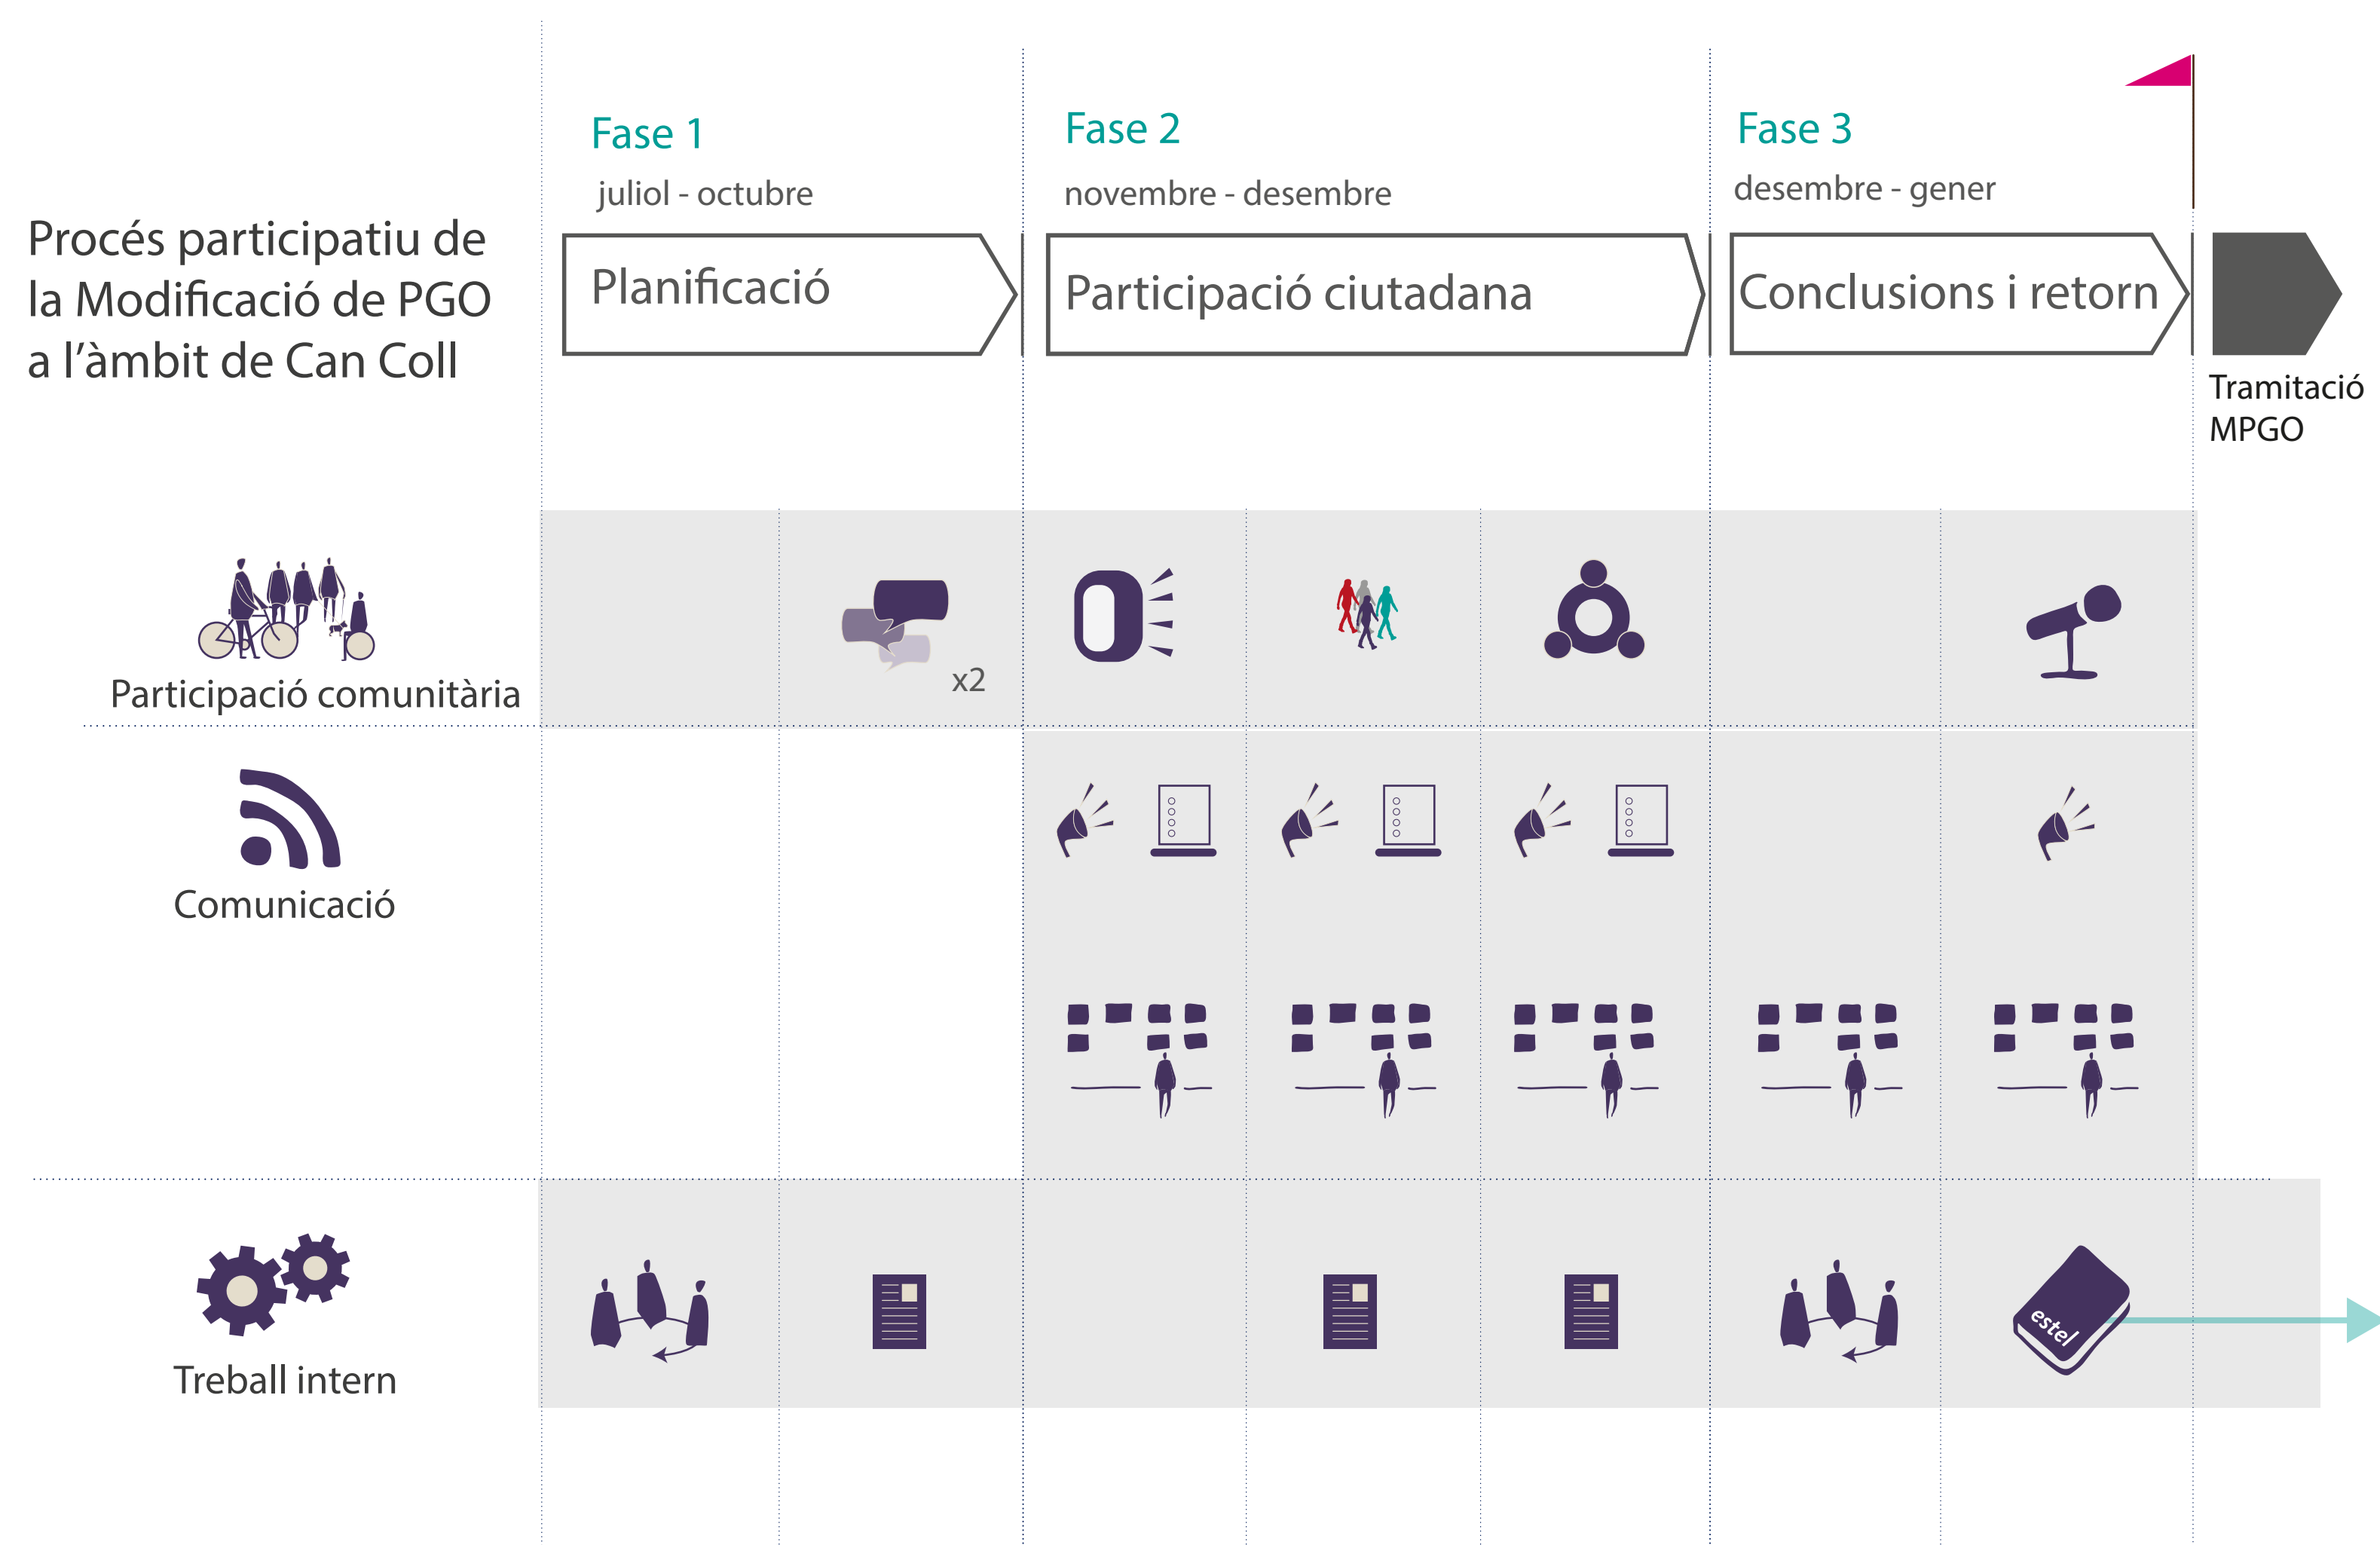 Procés participatiu de
la Modificació de PGO
a l’àmbit de Can Coll
Fase 1
juliol - octubre
Planificació
Fase 2
novembre - desembre
Participació ciutadana
Fase 3
desembre - gener
Conclusions i retorn
Tramitació
MPGO
Participació comunitària
x2
Comunicació
Treball intern
estel